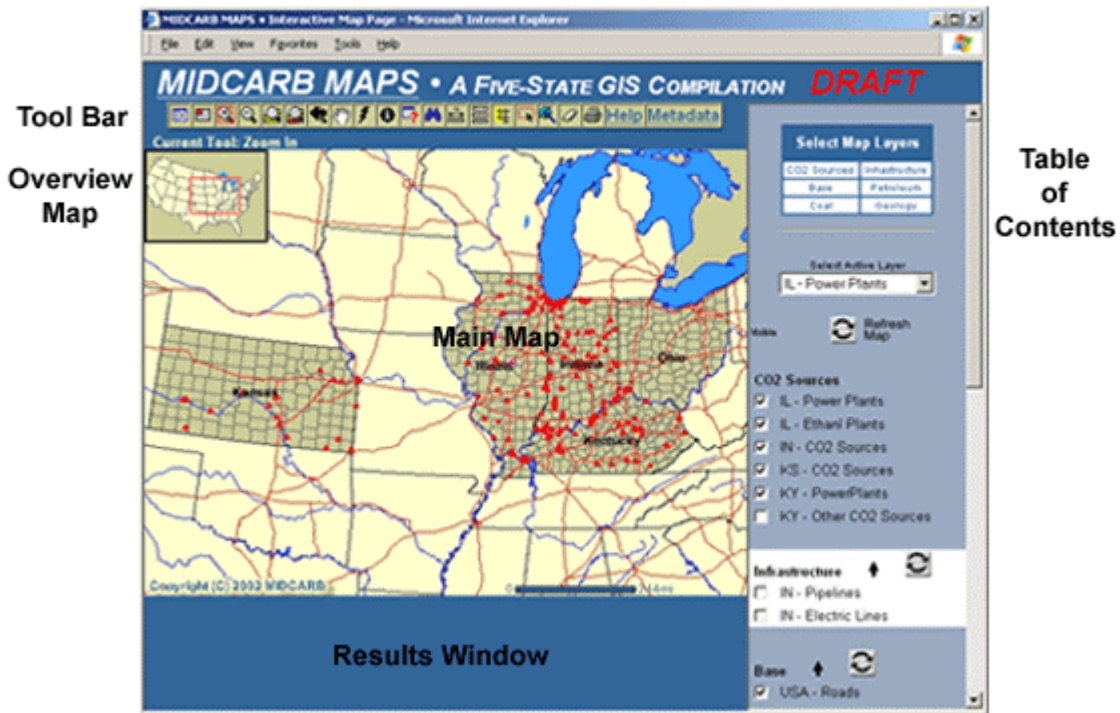 MIDCARB MAPS • Interactive Map Page - Microsoft Internet Explorer
File Edit View Favorites Tools Help
MIDCARB MAPS • A FIVE-STATE GIS COMPILATION DRAFT
Tool Bar
Help Metadata
Current Tool: Zoom In
Overview
Map
Table
of
Contents
Select Map Layers
CO2 Sources Infrastructure
Base Petroleum
Coal Geology
Select Active Layer
IL - Power Plants
Visible
Refresh
Map
Main Map
Illinois
Indiana
Ohio
Kansas
Kentucky
CO2 Sources
IL - Power Plants
IL - Ethanl Plants
IN - CO2 Sources
KS - CO2 Sources
KY - PowerPlants
KY - Other CO2 Sources
Infrastructure
IN - Pipelines
IN - Electric Lines
Copyright (C) 2002 MIDCARB
0
Results Window
Base
USA - Roads